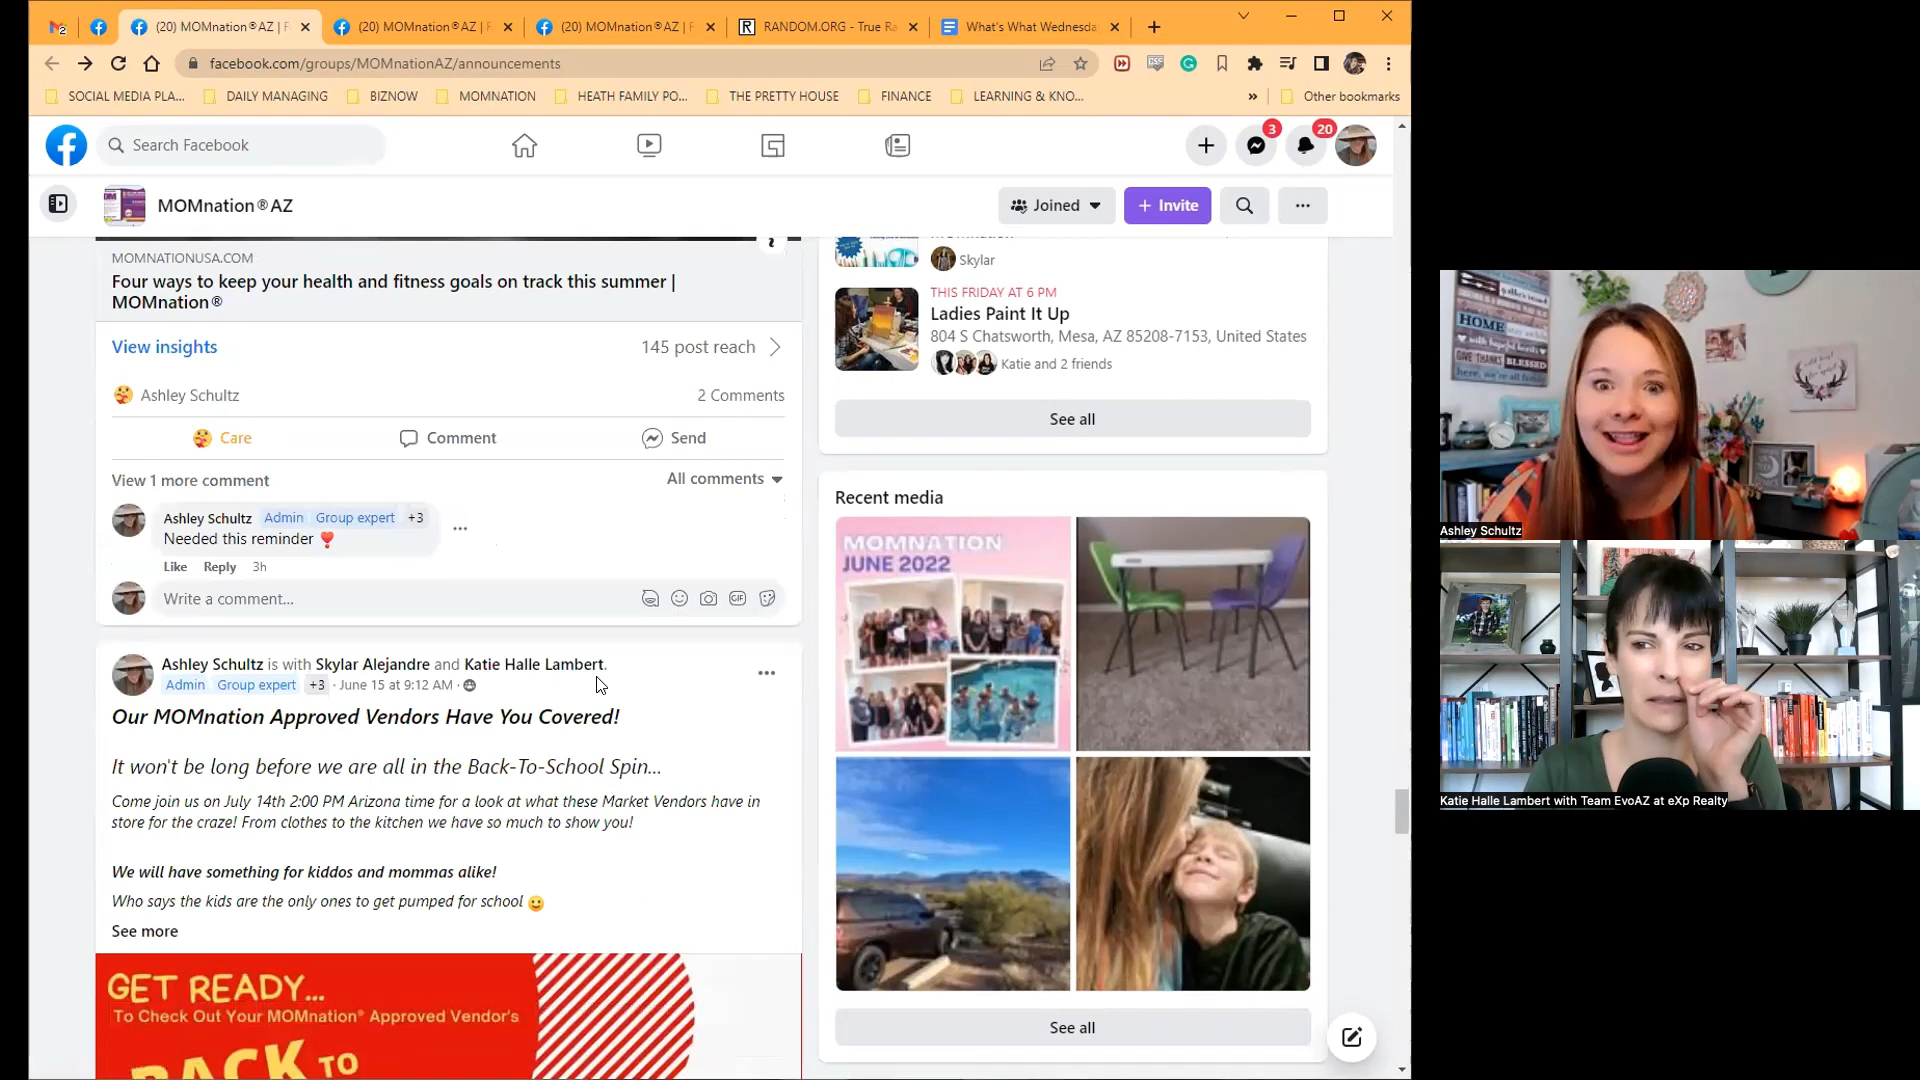 (20) MOMnation®AZ | F
(20) MOMnation®AZ | F
(20) MOMnation®AZ | F
RANDOM.ORG - True Ra
What's What Wednesda
facebook.com/groups/MOMnationAZ/announcements
SOCIAL MEDIA PLA...
DAILY MANAGING
BIZNOW
MOMNATION
HEATH FAMILY PO...
THE PRETTY HOUSE
FINANCE
LEARNING & KNO...
»
Other bookmarks
Search Facebook
3
20
MOMnation®AZ
Joined
+ Invite
MOMNATIONUSA.COM
Four ways to keep your health and fitness goals on track this summer |
MOMnation®
View insights
145 post reach
Ashley Schultz
2 Comments
Care
Comment
Send
View 1 more comment
All comments
Ashley Schultz Admin Group expert +3
Needed this reminder ❣️
Like Reply 3h
Write a comment...
GIF
Ashley Schultz is with Skylar Alejandre and Katie Halle Lambert.
Admin Group expert +3 · June 15 at 9:12 AM ·
Our MOMnation Approved Vendors Have You Covered!
It won't be long before we are all in the Back-To-School Spin...
Come join us on July 14th 2:00 PM Arizona time for a look at what these Market Vendors have in
store for the craze! From clothes to the kitchen we have so much to show you!
We will have something for kiddos and mommas alike!
Who says the kids are the only ones to get pumped for school 🙂
See more
GET READY...
To Check Out Your MOMnation® Approved Vendor's
BACK TO
Skylar
THIS FRIDAY AT 6 PM
Ladies Paint It Up
804 S Chatsworth, Mesa, AZ 85208-7153, United States
Katie and 2 friends
See all
Recent media
MOMNATION
JUNE 2022
See all
HOME
GIVE THANKS BLESSED
Ashley Schultz
Katie Halle Lambert with Team EvoAZ at eXp Realty